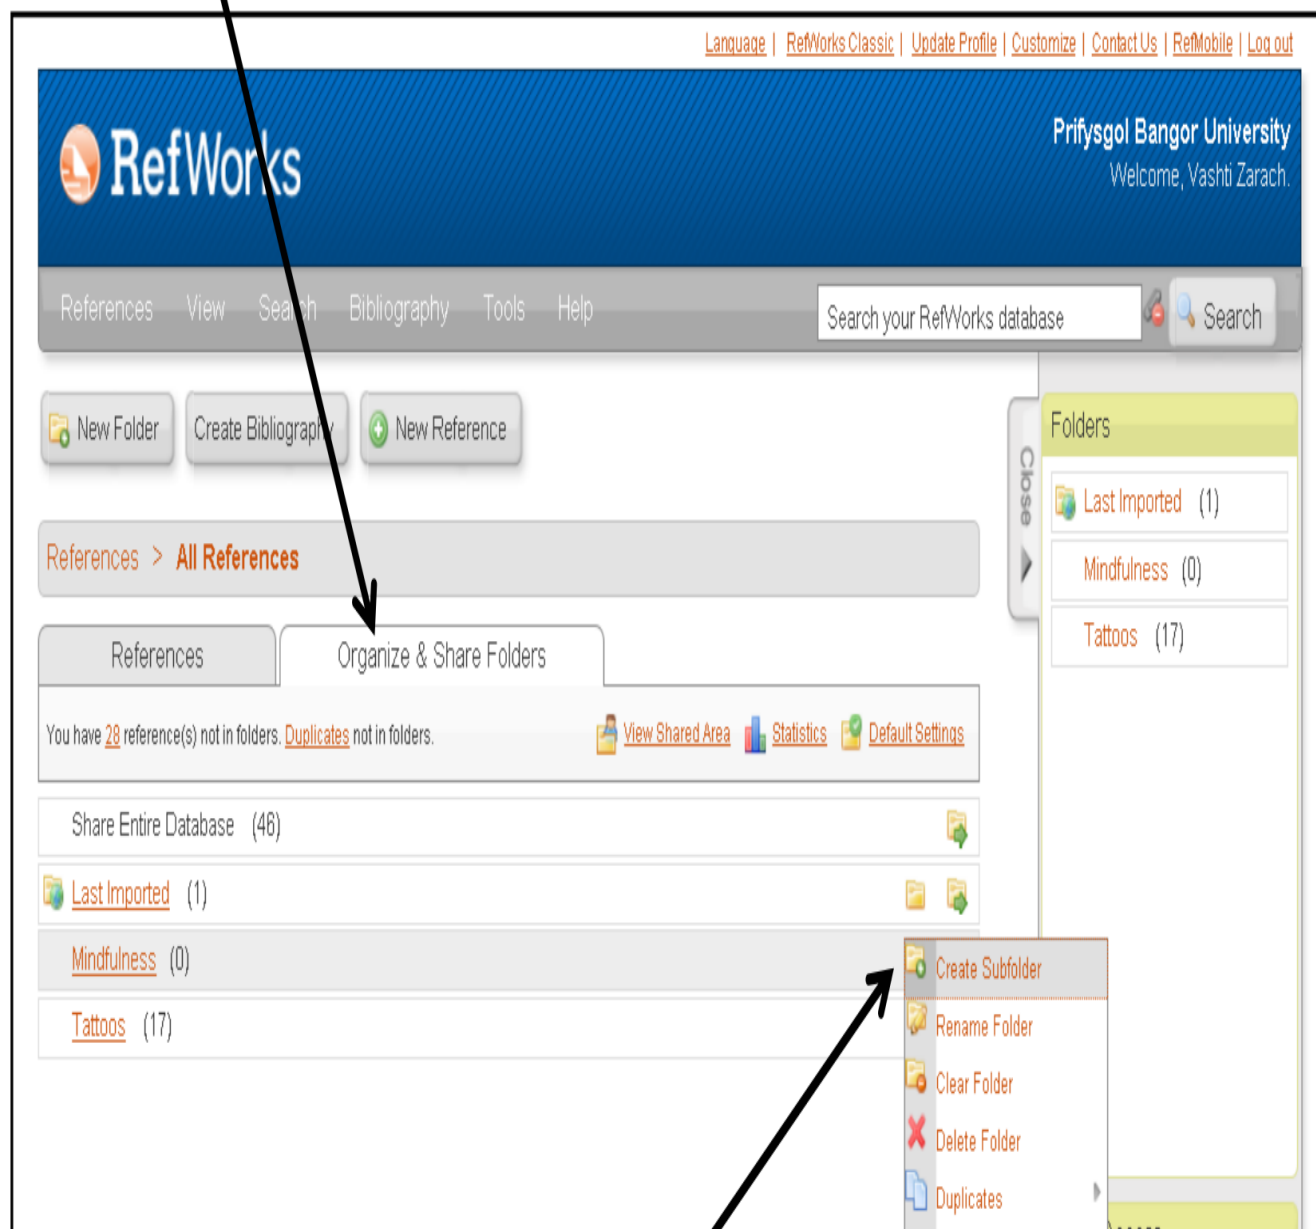 Language | RefWorks Classic | Update Profile | Customize | Contact Us | RefMobile | Log out
RefWorks
Prifysgol Bangor University
Welcome, Vashti Zarach.
References View Search Bibliography Tools Help
Search your RefWorks database
Search
New Folder Create Bibliography New Reference
Close
Folders
Last Imported (1)
Mindfulness (0)
Tattoos (17)
References > All References
References
Organize & Share Folders
You have 28 reference(s) not in folders. Duplicates not in folders.
View Shared Area Statistics Default Settings
Share Entire Database (46)
Last Imported (1)
Mindfulness (0)
Tattoos (17)
Create Subfolder
Rename Folder
Clear Folder
Delete Folder
Duplicates